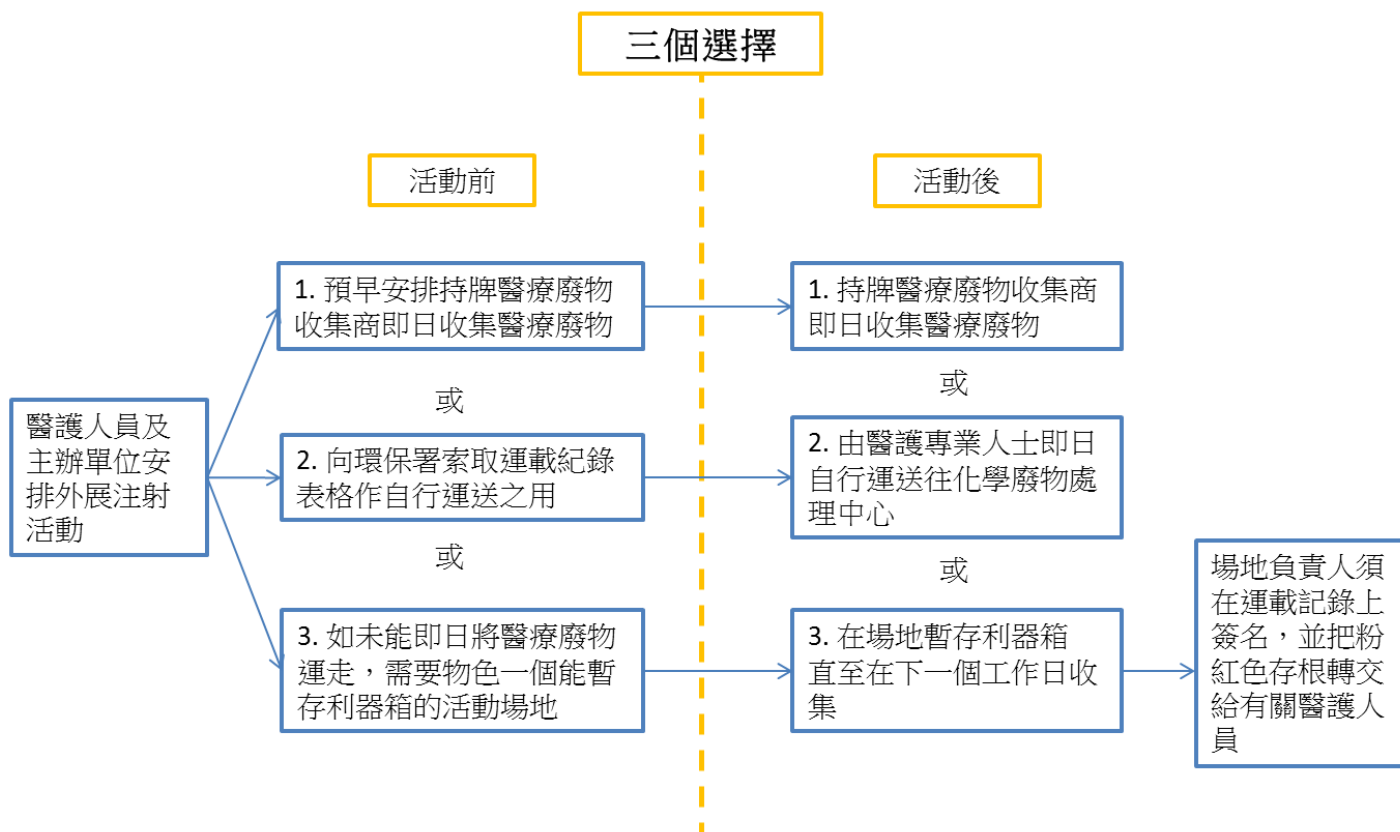 三個選擇
活動前
活動後
醫護人員及
主辦單位安
排外展注射
活動
1. 預早安排持牌醫療廢物
收集商即日收集醫療廢物
或
2. 向環保署索取運載紀錄
表格作自行運送之用
或
3. 如未能即日將醫療廢物
運走，需要物色一個能暫
存利器箱的活動場地
1. 持牌醫療廢物收集商
即日收集醫療廢物
或
2. 由醫護專業人士即日
自行運送往化學廢物處
理中心
或
3. 在場地暫存利器箱
直至在下一個工作日收
集
場地負責人須
在運載記錄上
簽名，並把粉
紅色存根轉交
給有關醫護人
員